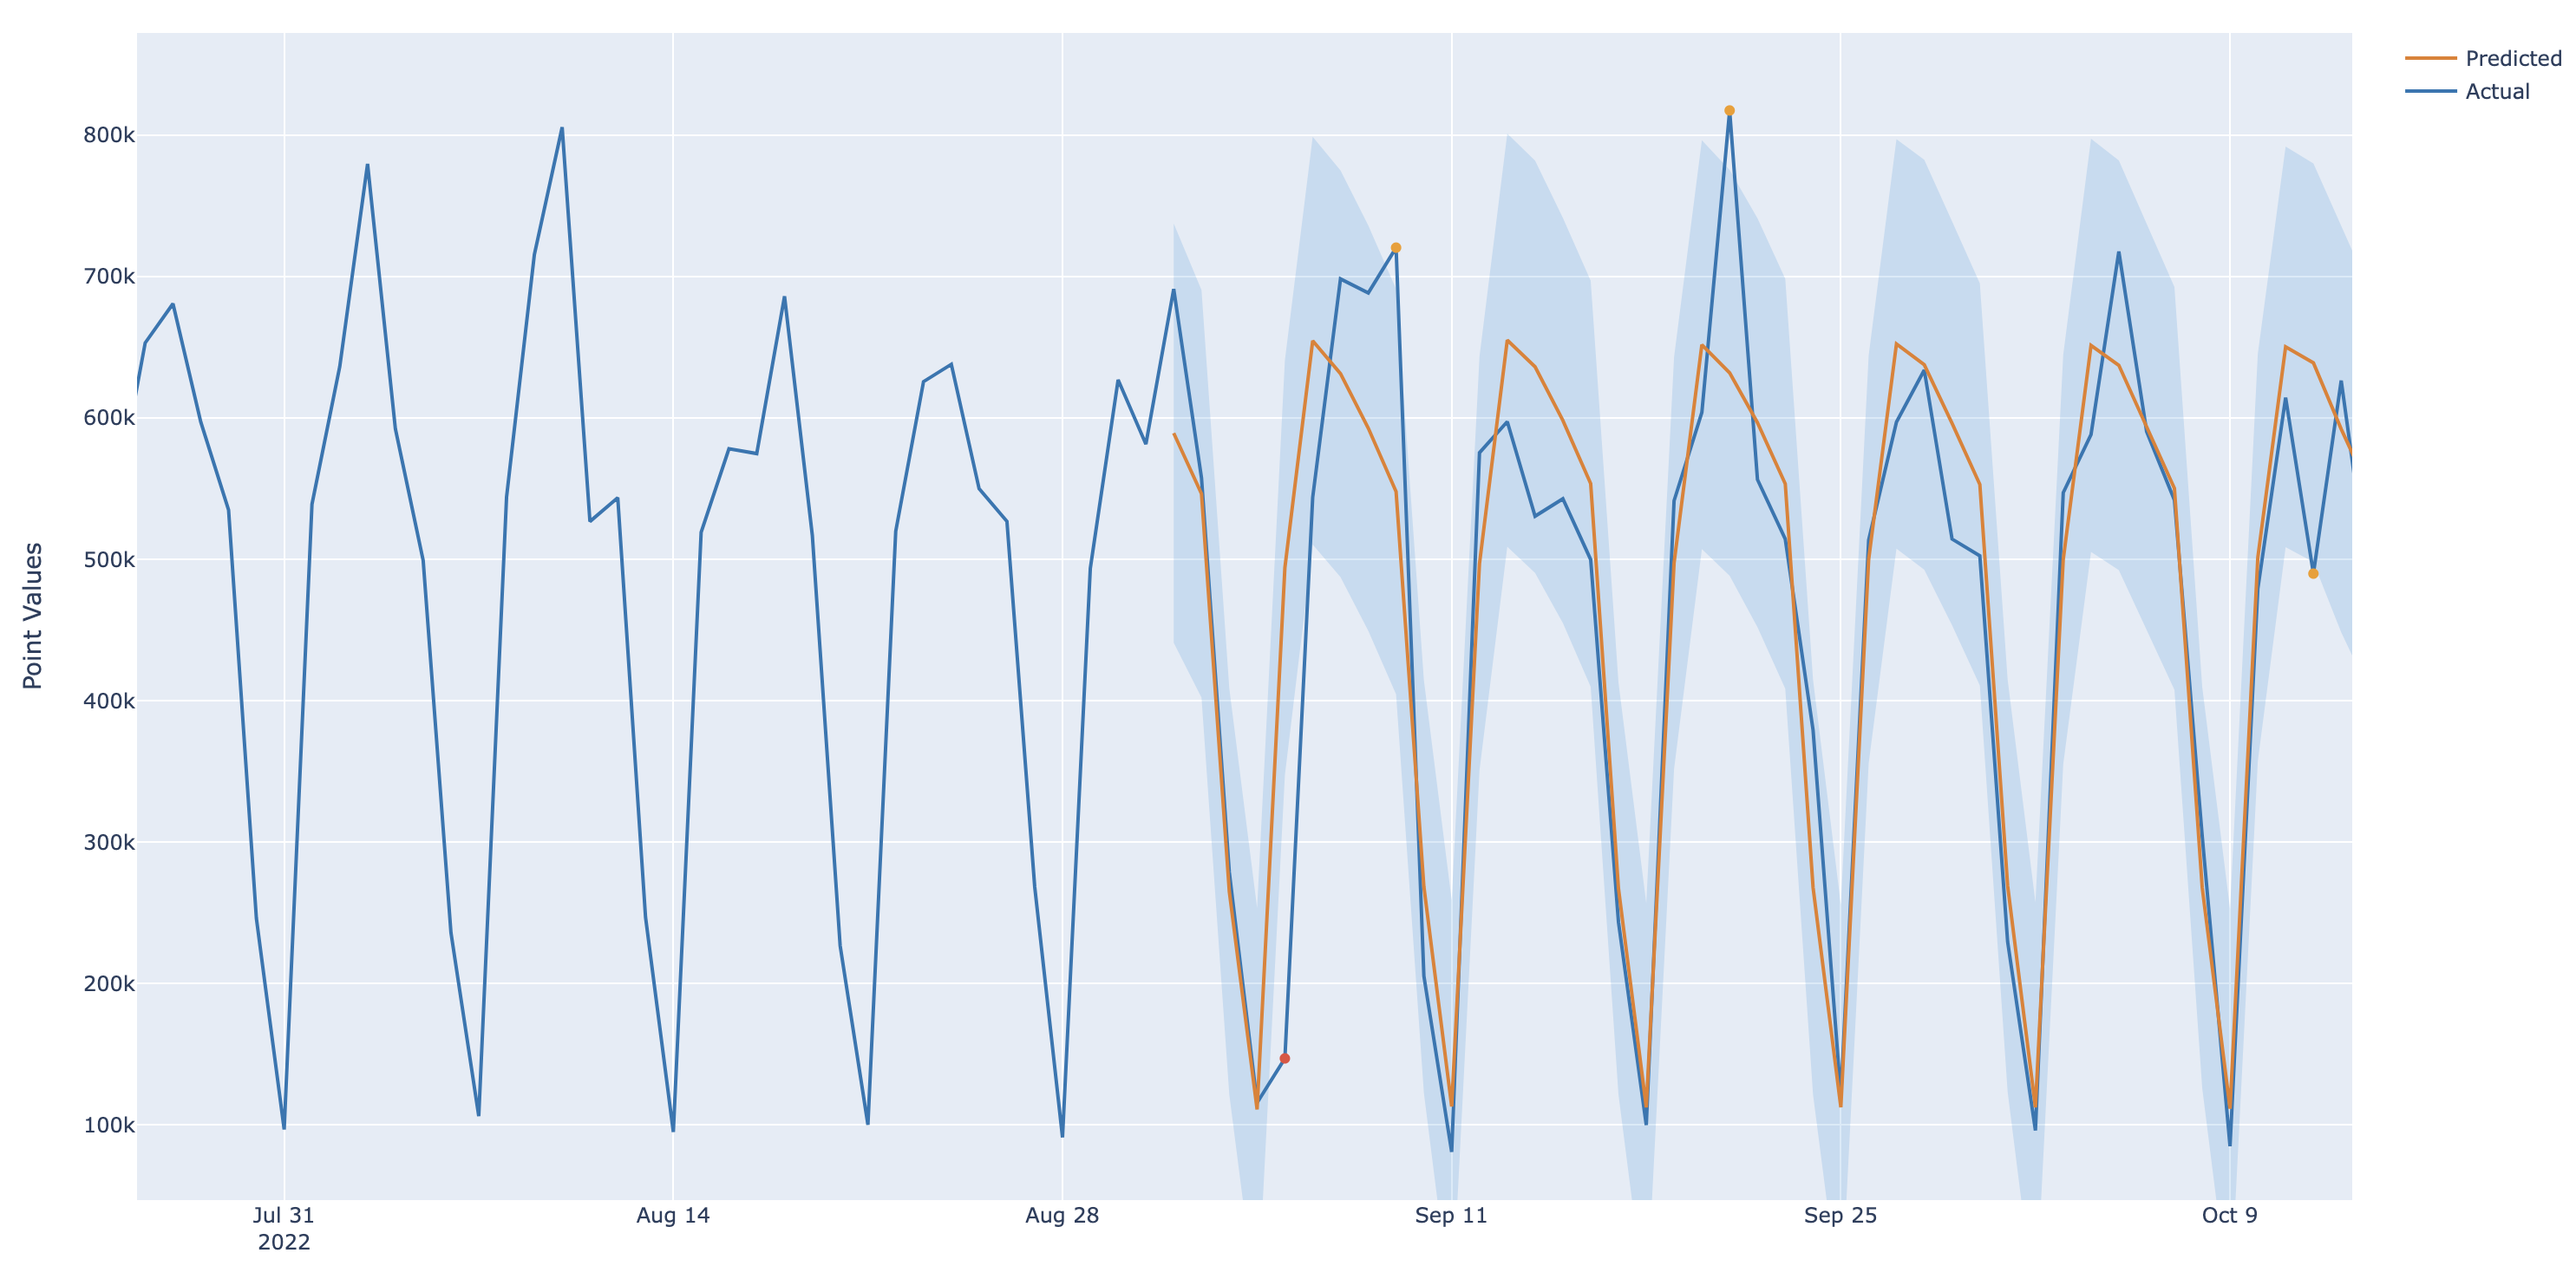 Predicted
Actual
Point Values
800k
700k
600k
500k
400k
300k
200k
100k
Jul 31
2022
Aug 14
Aug 28
Sep 11
Sep 25
Oct 9